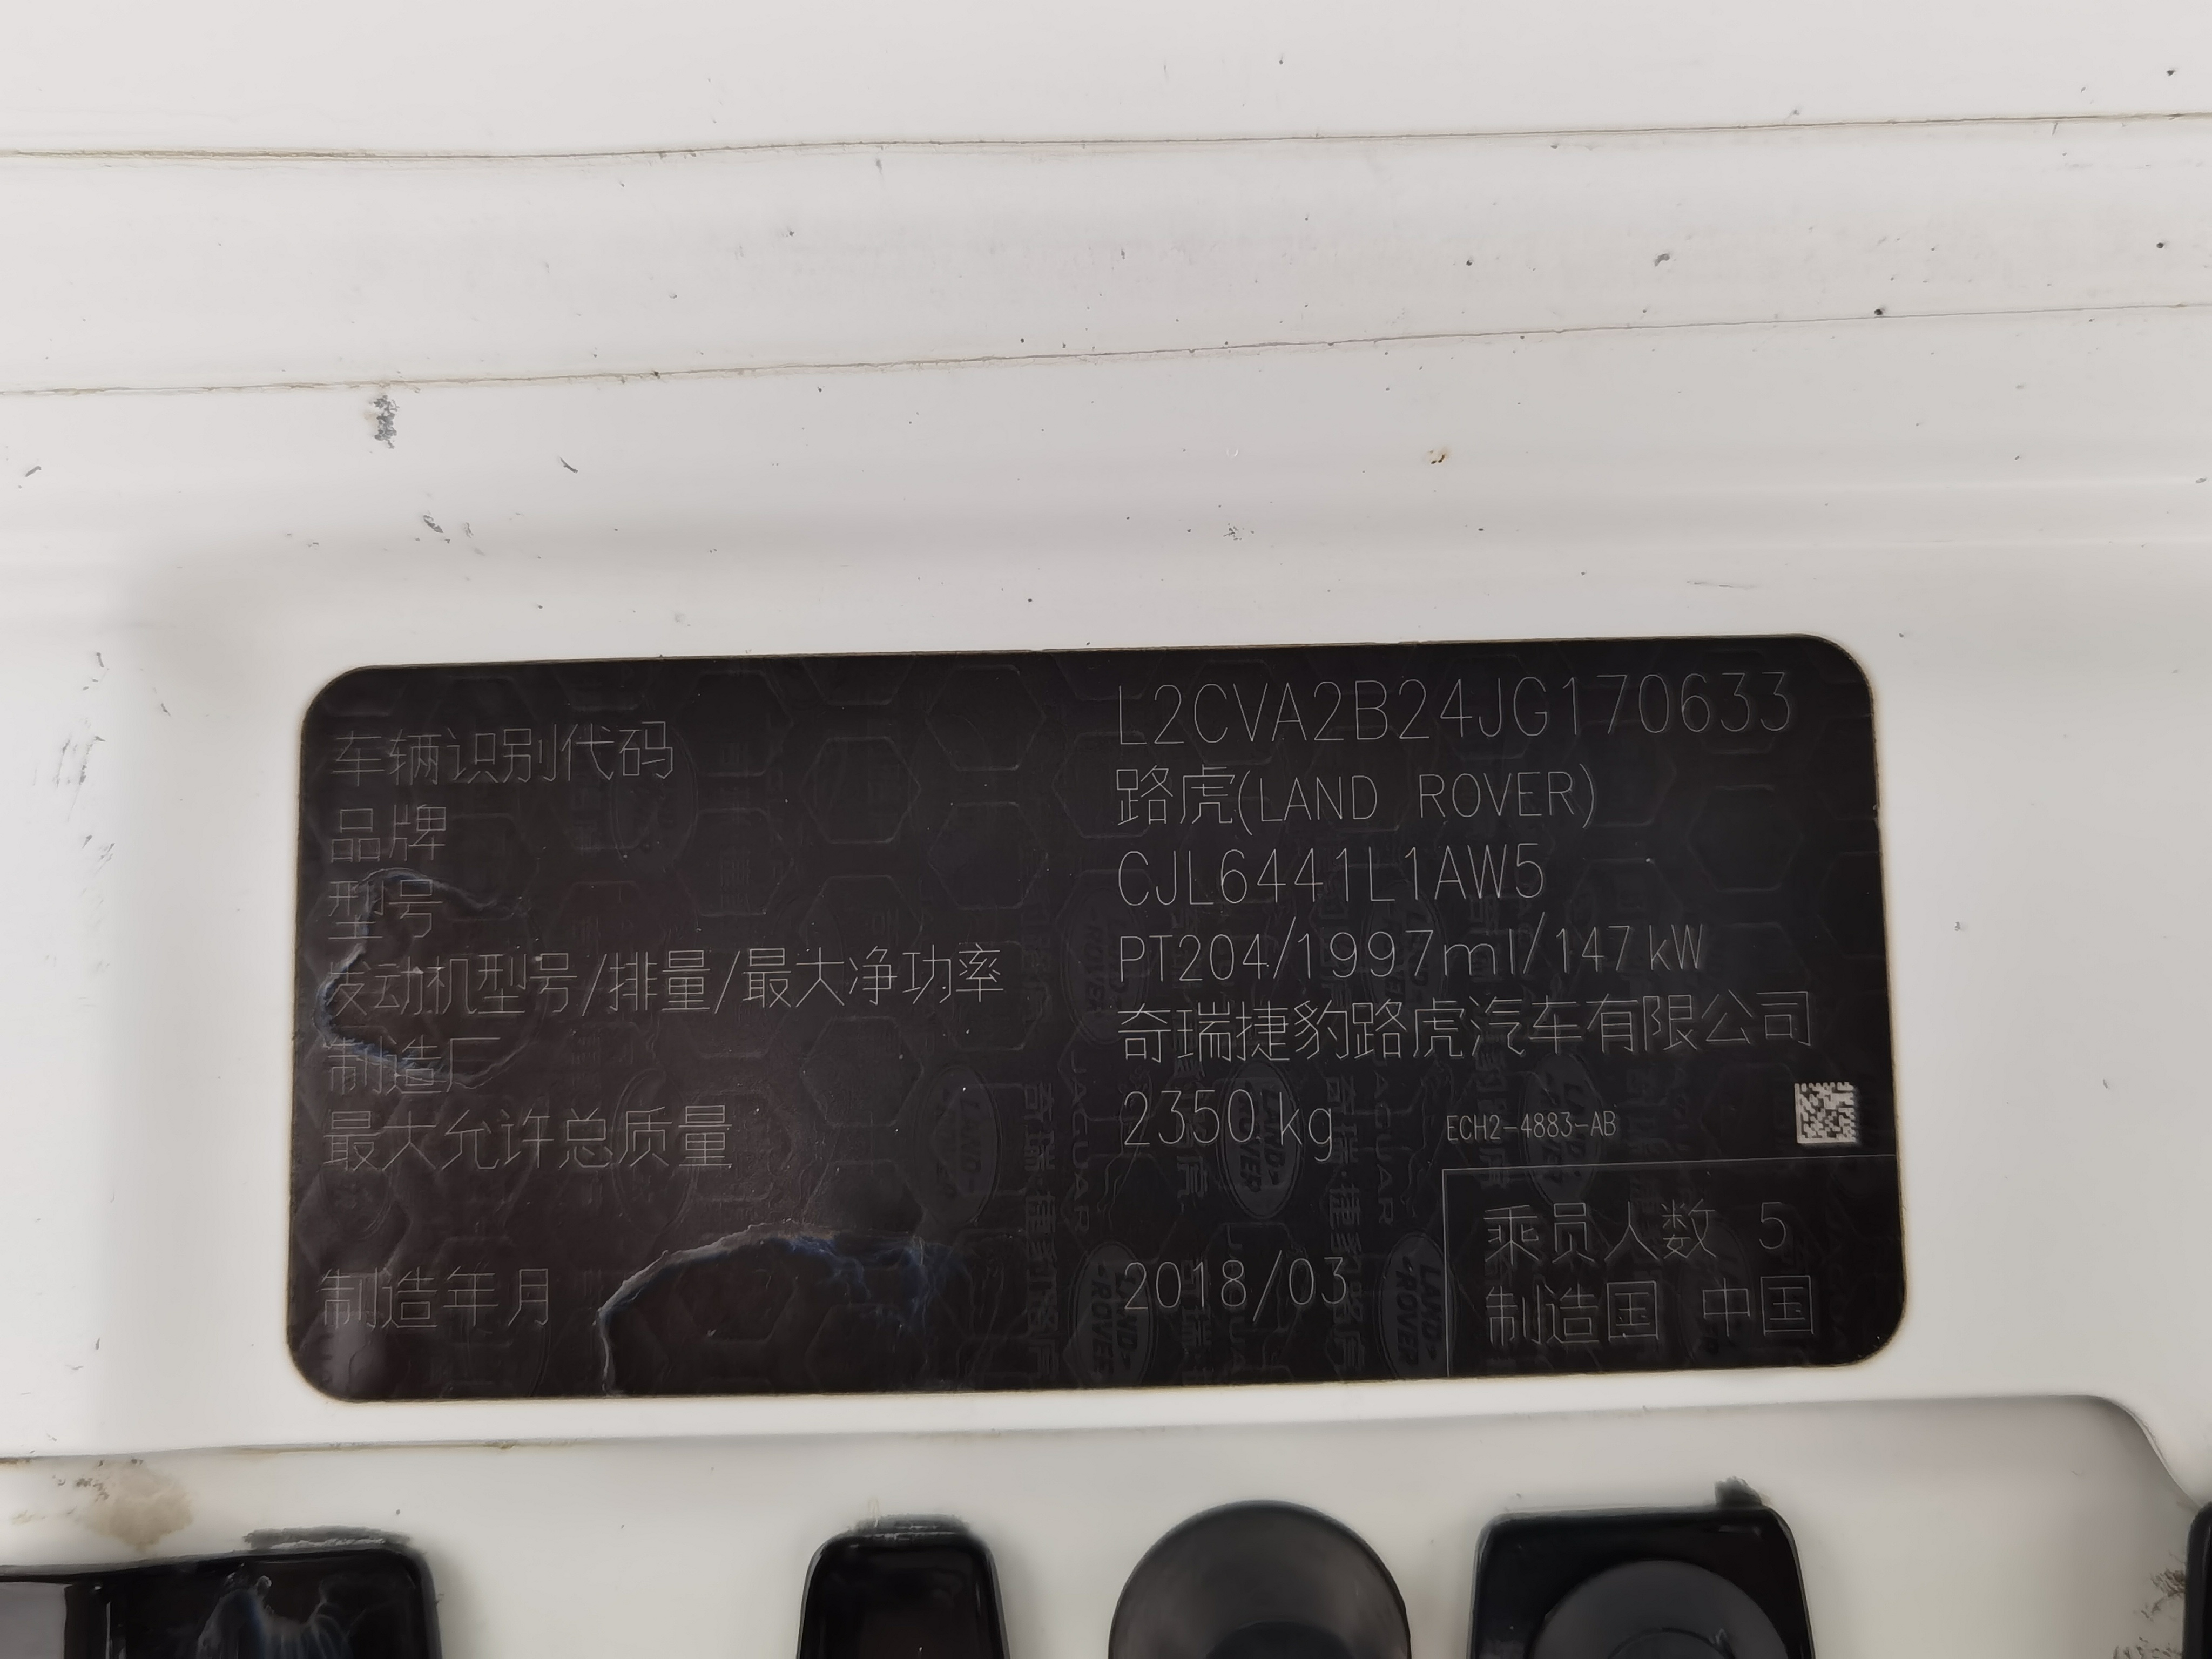 车辆识别代码 L2CVA2B24JG170633
品牌 路虎(LAND ROVER)
型号 CJL6441L1AW5
发动机型号/排量/最大净功率 PT204/1997ml/147kW
制造厂 奇瑞捷豹路虎汽车有限公司
最大允许总质量 2350kg ECH2-4883-AB
乘员人数 5
制造年月 2018/03
制造国 中国